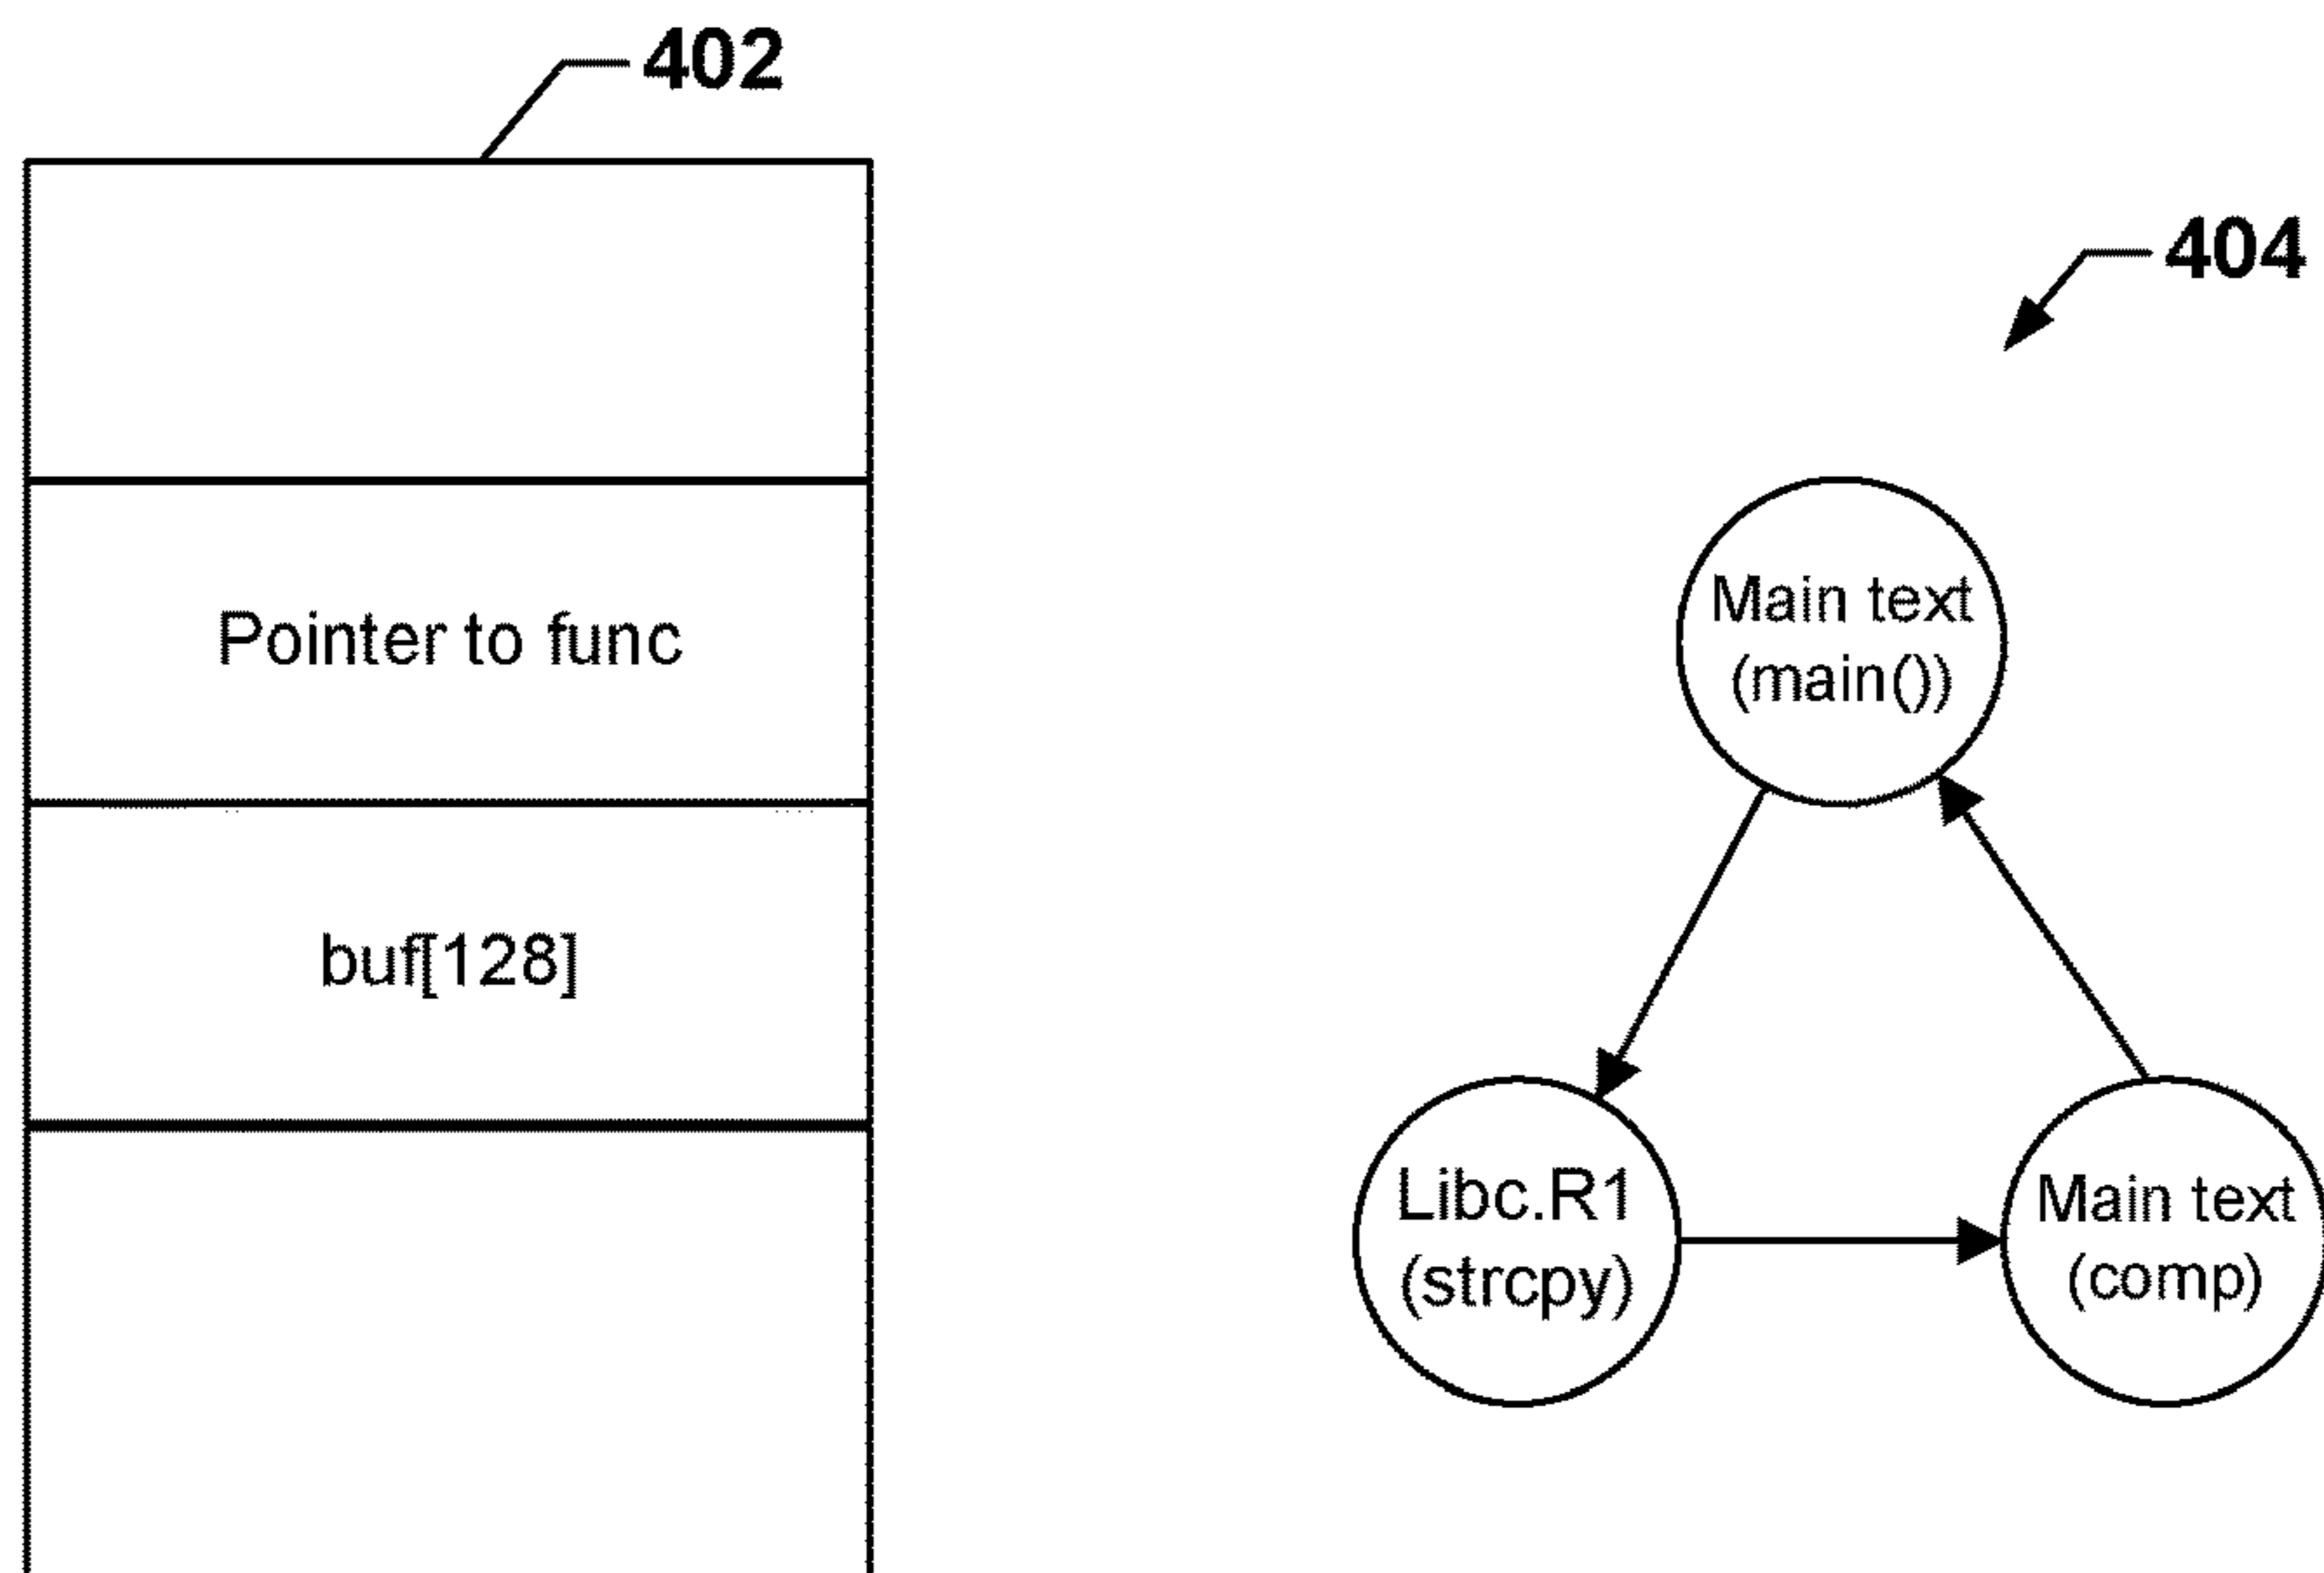 402
404
Pointer to func
buf[128]
Main text
(main())
Libc.R1
(strcpy)
Main text
(comp)